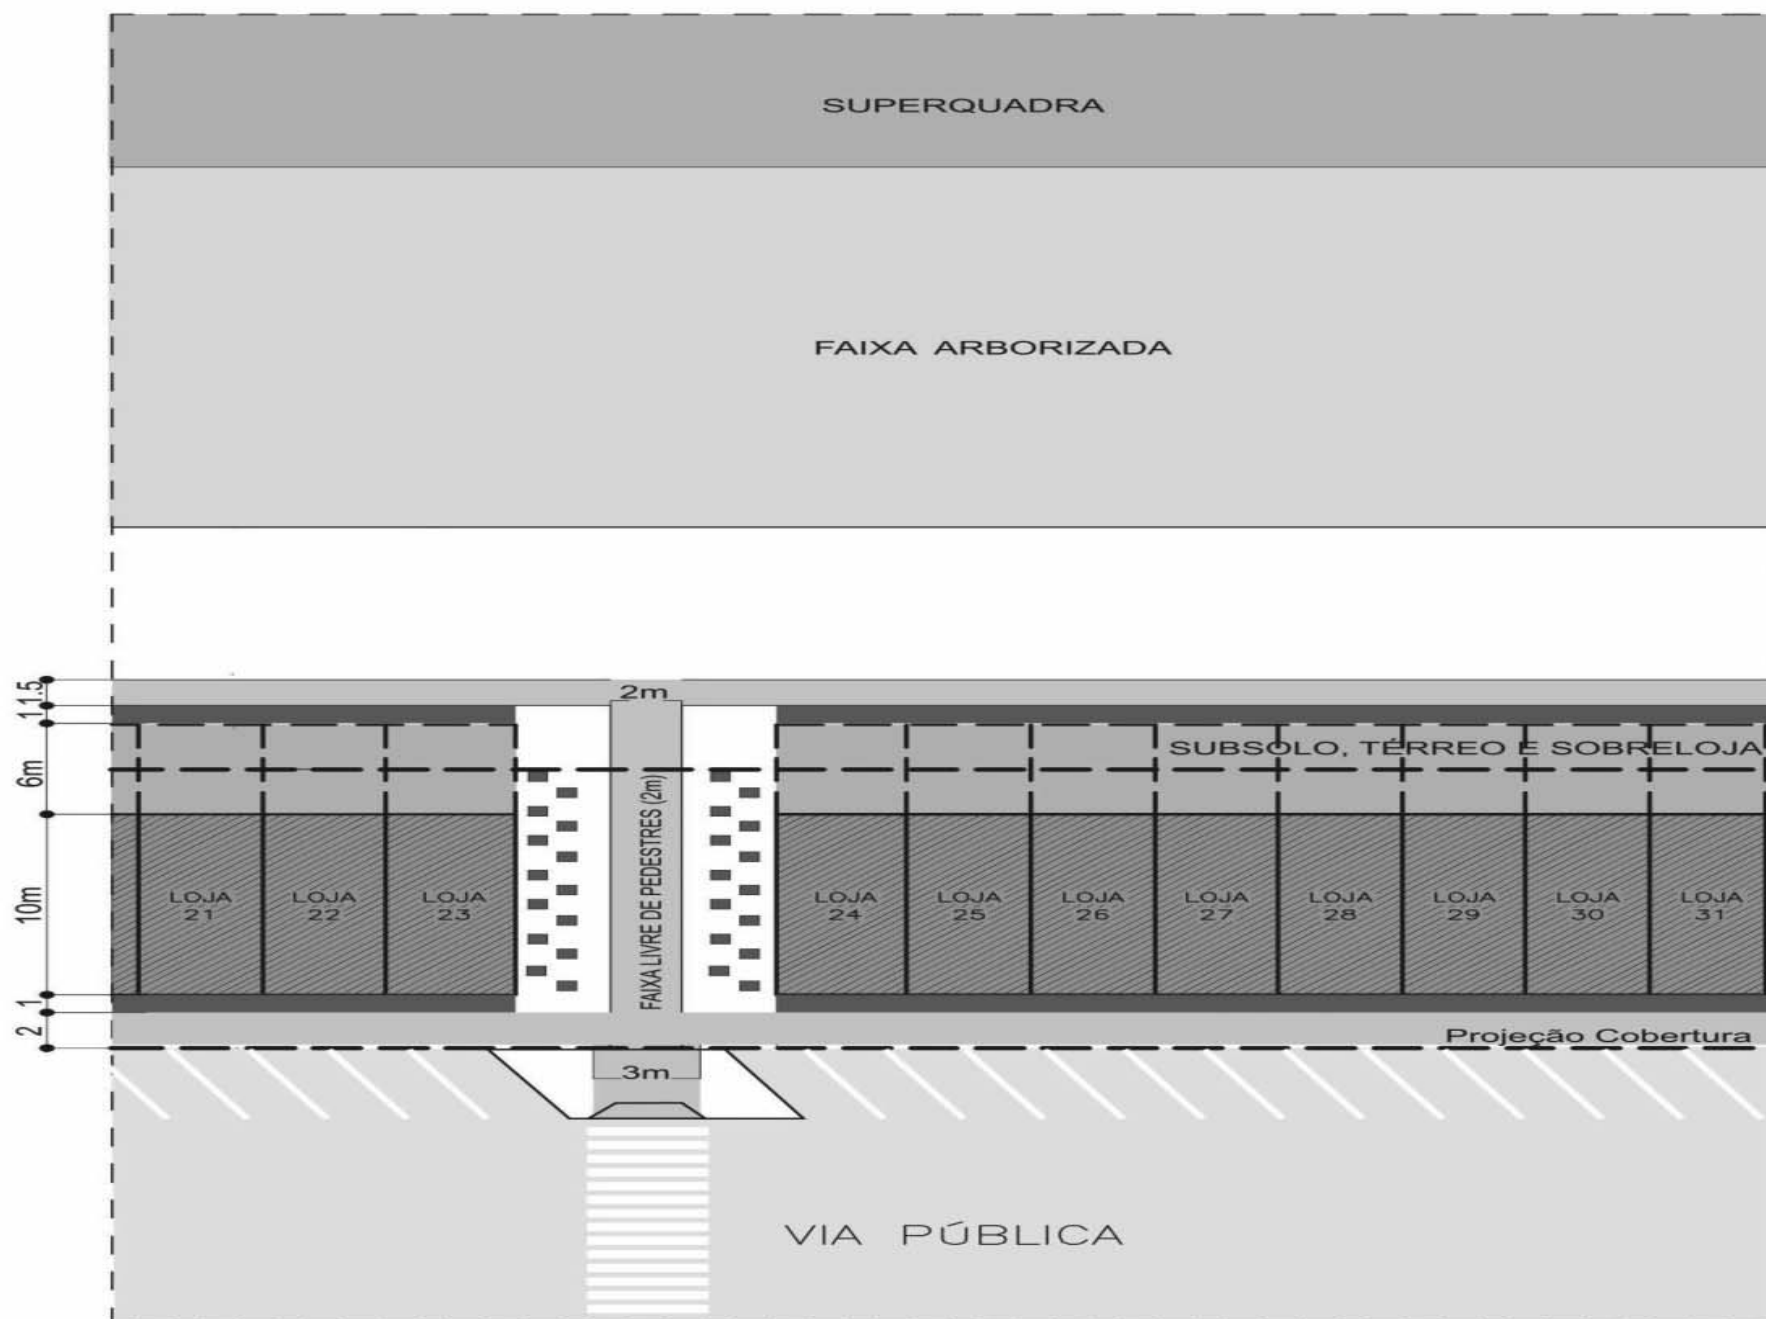 SUPERQUADRA
FAIXA ARBORIZADA
1.5
2m
1
SUBSOLO, TÉRREO E SOBRELOJA
6m
FAIXA LIVRE DE PEDESTRES (2m)
10m
LOJA
21
LOJA
22
LOJA
23
LOJA
24
LOJA
25
LOJA
26
LOJA
27
LOJA
28
LOJA
29
LOJA
30
LOJA
31
1
2
Projeção Cobertura
3m
VIA PÚBLICA